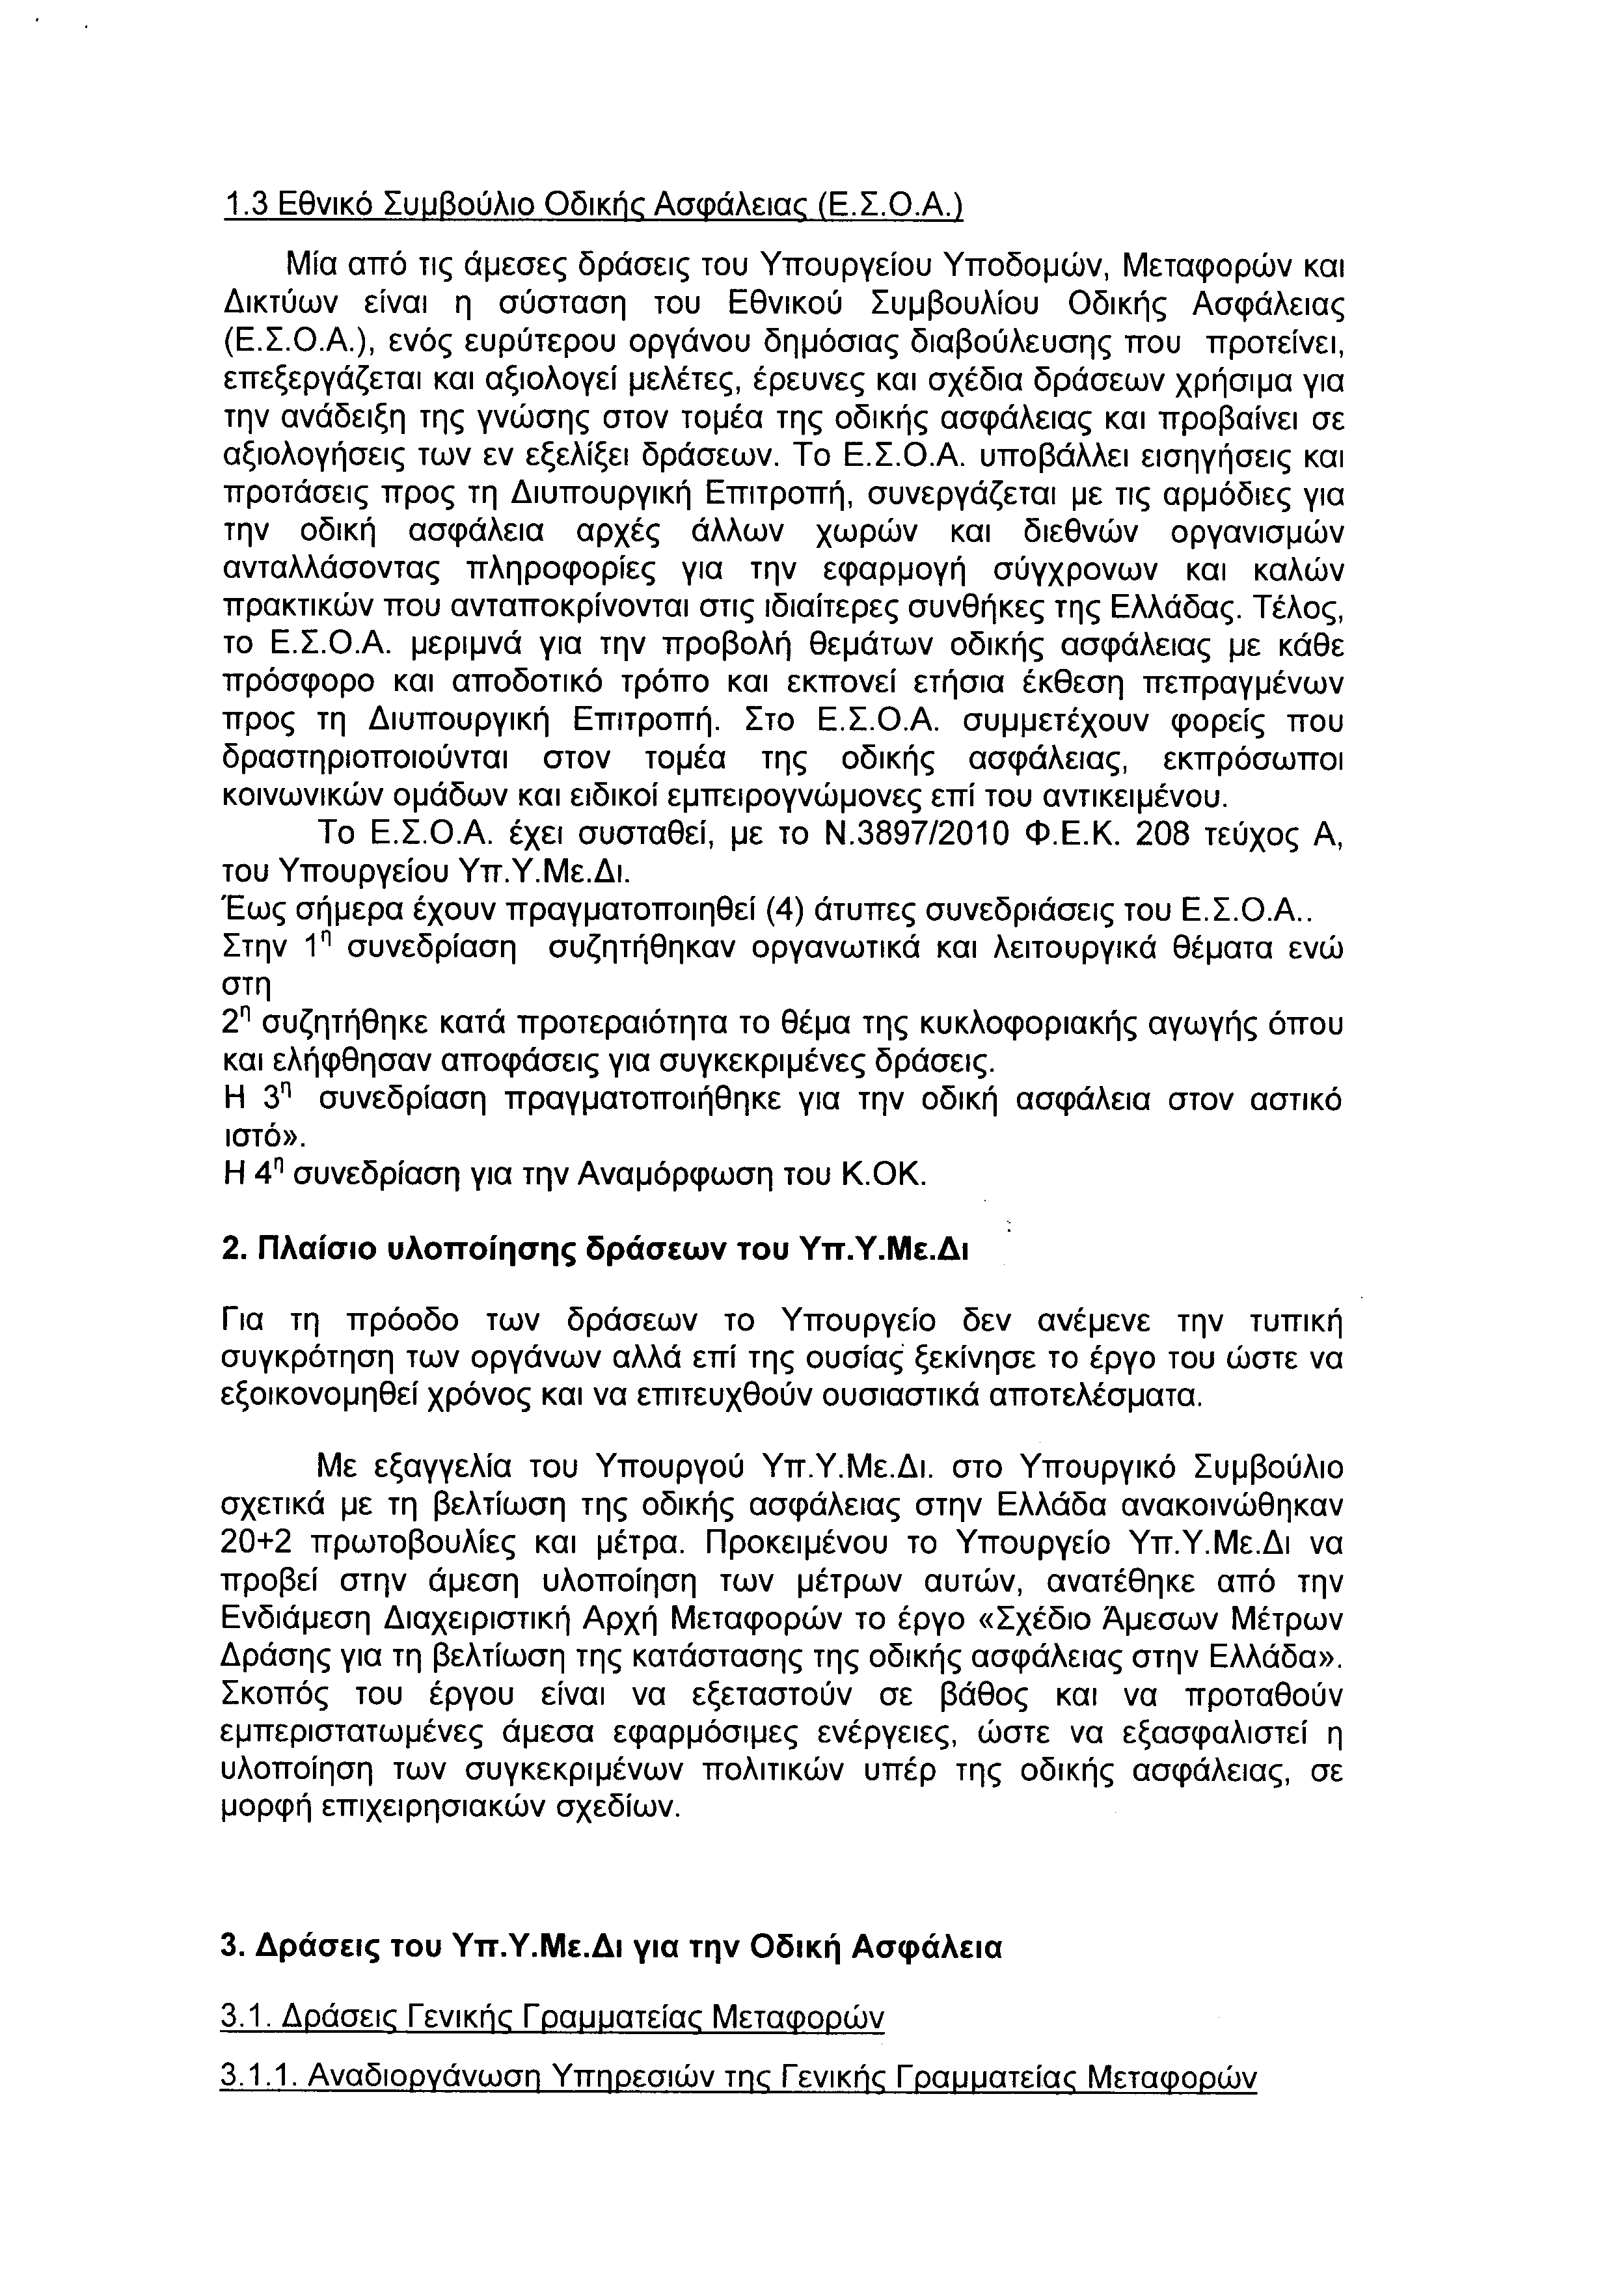 1.3 Εθνικό Συμβούλιο Οδικής Ασφάλειας (Ε.Σ.Ο.Α.)
Μία από τις άμεσες δράσεις του Υπουργείου Υποδομών, Μεταφορών και
Δικτύων είναι η σύσταση του Εθνικού Συμβουλίου Οδικής Ασφάλειας
(Ε.Σ.Ο.Α.), ενός ευρύτερου οργάνου δημόσιας διαβούλευσης που προτείνει,
επεξεργάζεται και αξιολογεί μελέτες, έρευνες και σχέδια δράσεων χρήσιμα για
την ανάδειξη της γνώσης στον τομέα της οδικής ασφάλειας και προβαίνει σε
αξιολογήσεις των εν εξελίξει δράσεων. Το Ε.Σ.Ο.Α. υποβάλλει εισηγήσεις και
προτάσεις προς τη Διυπουργική Επιτροπή, συνεργάζεται με τις αρμόδιες για
την οδική ασφάλεια αρχές άλλων χωρών και διεθνών οργανισμών
ανταλλάσοντας πληροφορίες για την εφαρμογή σύγχρονων και καλών
πρακτικών που ανταποκρίνονται στις ιδιαίτερες συνθήκες της Ελλάδας. Τέλος,
το Ε.Σ.Ο.Α. μεριμνά για την προβολή θεμάτων οδικής ασφάλειας με κάθε
πρόσφορο και αποδοτικό τρόπο και εκπονεί ετήσια έκθεση πεπραγμένων
προς τη Διυπουργική Επιτροπή. Στο Ε.Σ.Ο.Α. συμμετέχουν φορείς που
δραστηριοποιούνται στον τομέα της οδικής ασφάλειας, εκπρόσωποι
κοινωνικών ομάδων και ειδικοί εμπειρογνώμονες επί του αντικειμένου.
Το Ε.Σ.Ο.Α. έχει συσταθεί, με το Ν.3897/2010 Φ.Ε.Κ. 208 τεύχος Α,
του Υπουργείου Υπ.Υ.Με.Δι.
Έως σήμερα έχουν πραγματοποιηθεί (4) άτυπες συνεδριάσεις του Ε.Σ.Ο.Α..
Στην 1η συνεδρίαση συζητήθηκαν οργανωτικά και λειτουργικά θέματα ενώ
στη
2η συζητήθηκε κατά προτεραιότητα το θέμα της κυκλοφοριακής αγωγής όπου
και ελήφθησαν αποφάσεις για συγκεκριμένες δράσεις.
Η 3η συνεδρίαση πραγματοποιήθηκε για την οδική ασφάλεια στον αστικό
ιστό».
Η 4η συνεδρίαση για την Αναμόρφωση του Κ.ΟΚ.
2. Πλαίσιο υλοποίησης δράσεων του Υπ.Υ.Με.Δι
Για τη πρόοδο των δράσεων το Υπουργείο δεν ανέμενε την τυπική
συγκρότηση των οργάνων αλλά επί της ουσίας ξεκίνησε το έργο του ώστε να
εξοικονομηθεί χρόνος και να επιτευχθούν ουσιαστικά αποτελέσματα.
Με εξαγγελία του Υπουργού Υπ.Υ.Με.Δι. στο Υπουργικό Συμβούλιο
σχετικά με τη βελτίωση της οδικής ασφάλειας στην Ελλάδα ανακοινώθηκαν
20+2 πρωτοβουλίες και μέτρα. Προκειμένου το Υπουργείο Υπ.Υ.Με.Δι να
προβεί στην άμεση υλοποίηση των μέτρων αυτών, ανατέθηκε από την
Ενδιάμεση Διαχειριστική Αρχή Μεταφορών το έργο «Σχέδιο Άμεσων Μέτρων
Δράσης για τη βελτίωση της κατάστασης της οδικής ασφάλειας στην Ελλάδα».
Σκοπός του έργου είναι να εξεταστούν σε βάθος και να προταθούν
εμπεριστατωμένες άμεσα εφαρμόσιμες ενέργειες, ώστε να εξασφαλιστεί η
υλοποίηση των συγκεκριμένων πολιτικών υπέρ της οδικής ασφάλειας, σε
μορφή επιχειρησιακών σχεδίων.
3. Δράσεις του Υπ.Υ.Με.Δι για την Οδική Ασφάλεια
3.1. Δράσεις Γενικής Γραμματείας Μεταφορών
3.1.1. Αναδιοργάνωση Υπηρεσιών της Γενικής Γραμματείας Μεταφορών